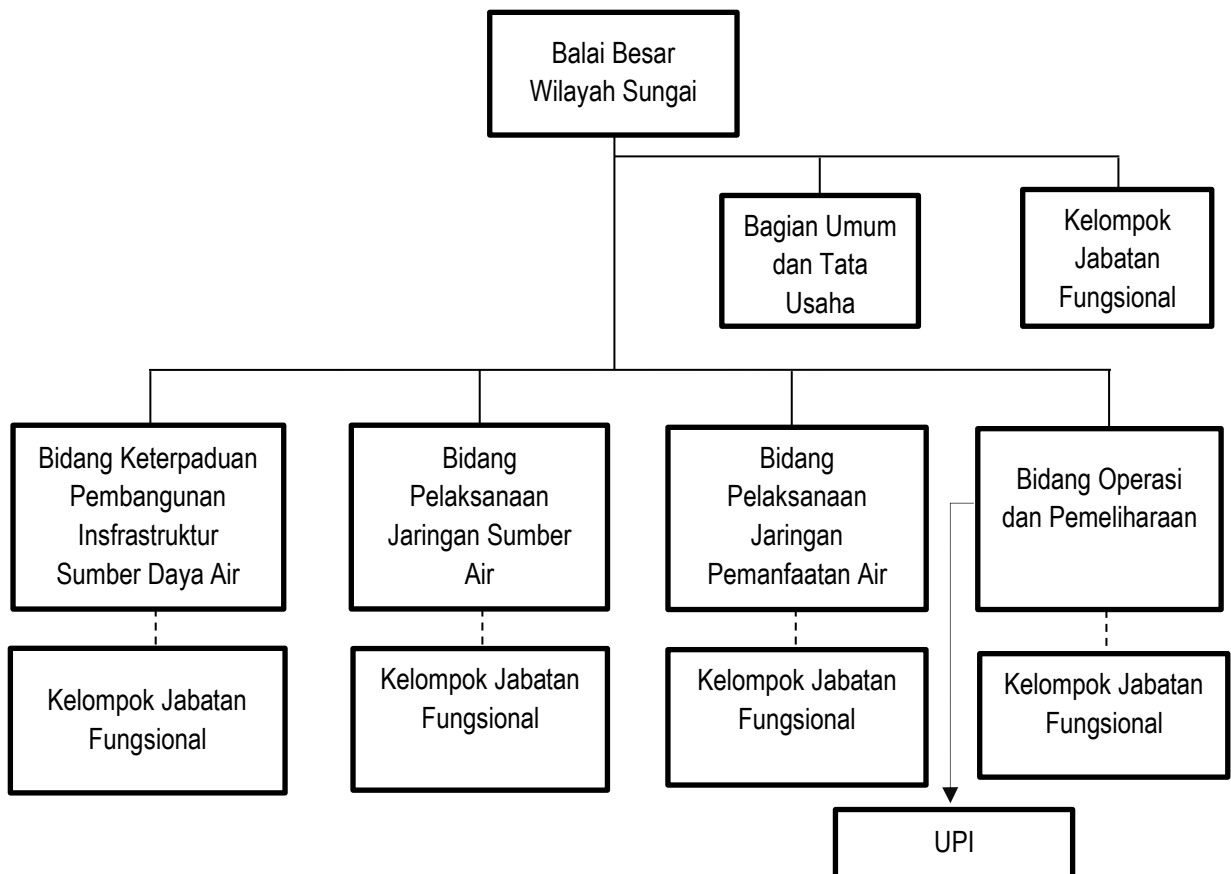 Balai Besar
Wilayah Sungai
Bagian Umum
dan Tata
Usaha
Kelompok
Jabatan
Fungsional
Bidang Keterpaduan
Pembangunan
Insfrastruktur
Sumber Daya Air
Bidang
Pelaksanaan
Jaringan Sumber
Air
Bidang
Pelaksanaan
Jaringan
Pemanfaatan Air
Bidang Operasi
dan Pemeliharaan
Kelompok Jabatan
Fungsional
Kelompok Jabatan
Fungsional
Kelompok Jabatan
Fungsional
Kelompok Jabatan
Fungsional
UPI